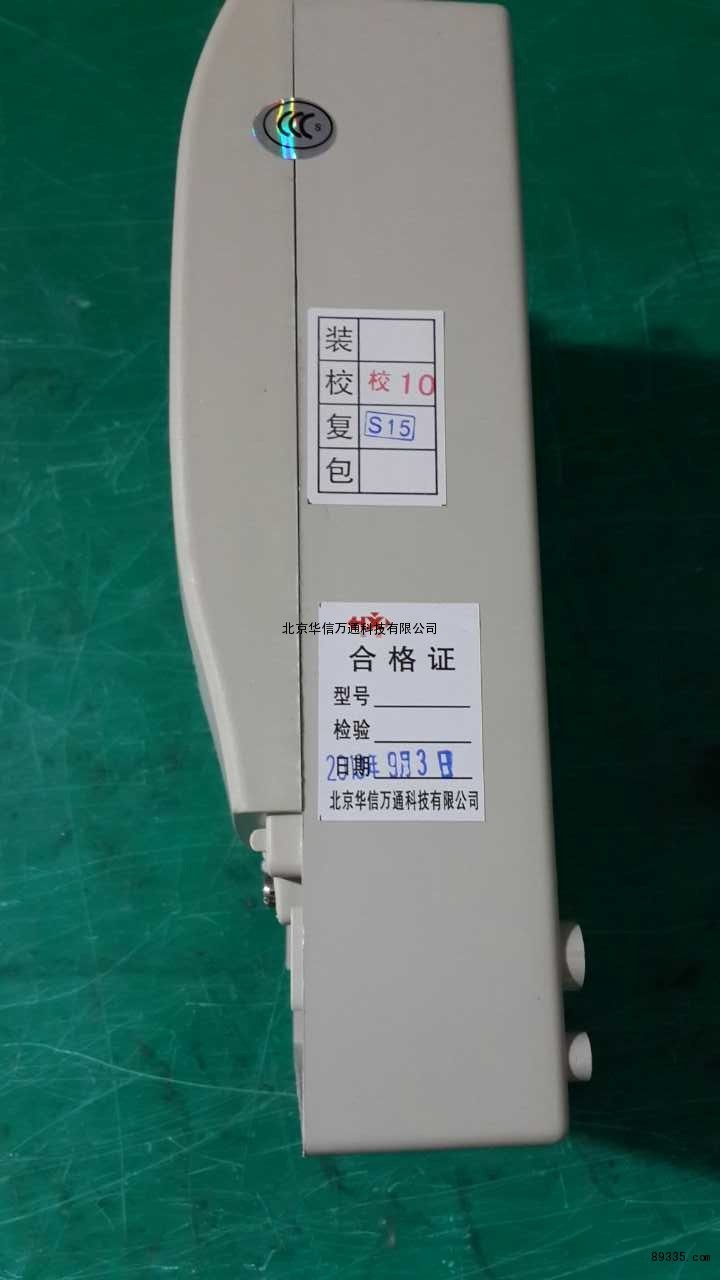 CCC S
装
校 校 10
复 S15
包
北京华信万通科技有限公司
合格证
型号
检验
日期 9月3日
北京华信万通科技有限公司
89335.com